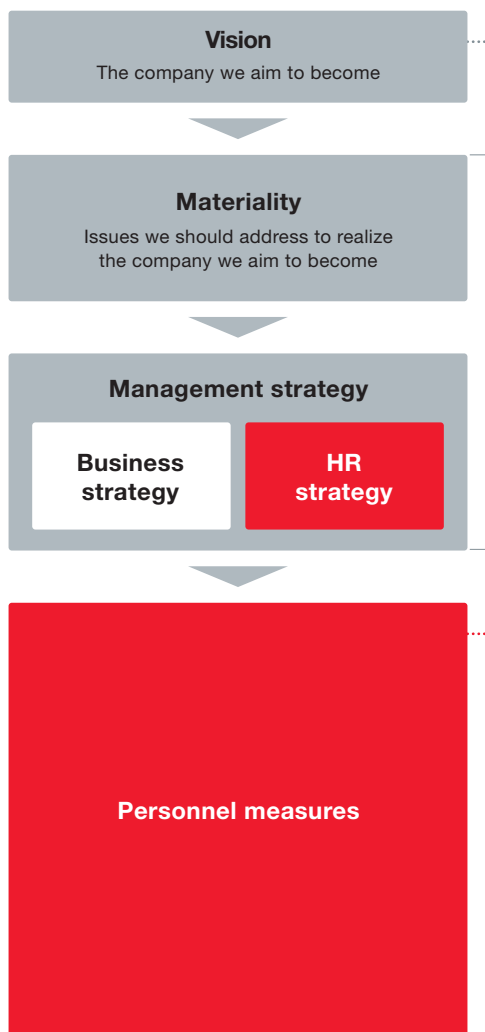 Vision
The company we aim to become
Materiality
Issues we should address to realize
the company we aim to become
Management strategy
Business
strategy
HR
strategy
Personnel measures